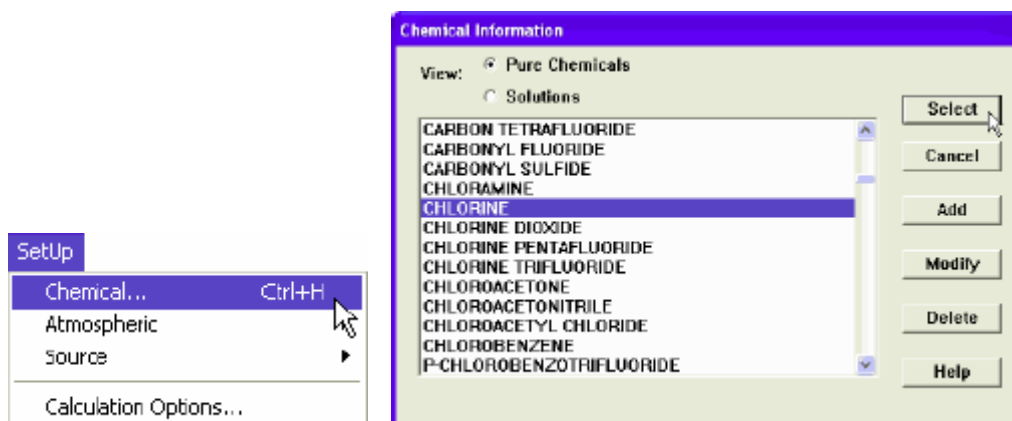 SetUp
Chemical... Ctrl+H
Atmospheric
Source
Calculation Options...
Chemical Information
View:
Pure Chemicals
Solutions
CARBON TETRAFLUORIDE
CARBONYL FLUORIDE
CARBONYL SULFIDE
CHLORAMINE
CHLORINE
CHLORINE DIOXIDE
CHLORINE PENTAFLUORIDE
CHLORINE TRIFLUORIDE
CHLOROACETONE
CHLOROACETONITRILE
CHLOROACETYL CHLORIDE
CHLOROBENZENE
P-CHLOROBENZOTRIFLUORIDE
Select
Cancel
Add
Modify
Delete
Help